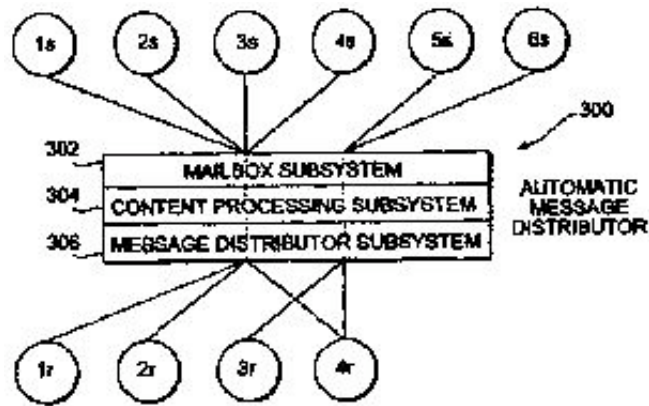 1s 2s 3s 4s 5s 6s
300
302 MAILBOX SUBSYSTEM
304 CONTENT PROCESSING SUBSYSTEM
306 MESSAGE DISTRIBUTOR SUBSYSTEM
AUTOMATIC
MESSAGE
DISTRIBUTOR
1r 2r 3r 4r